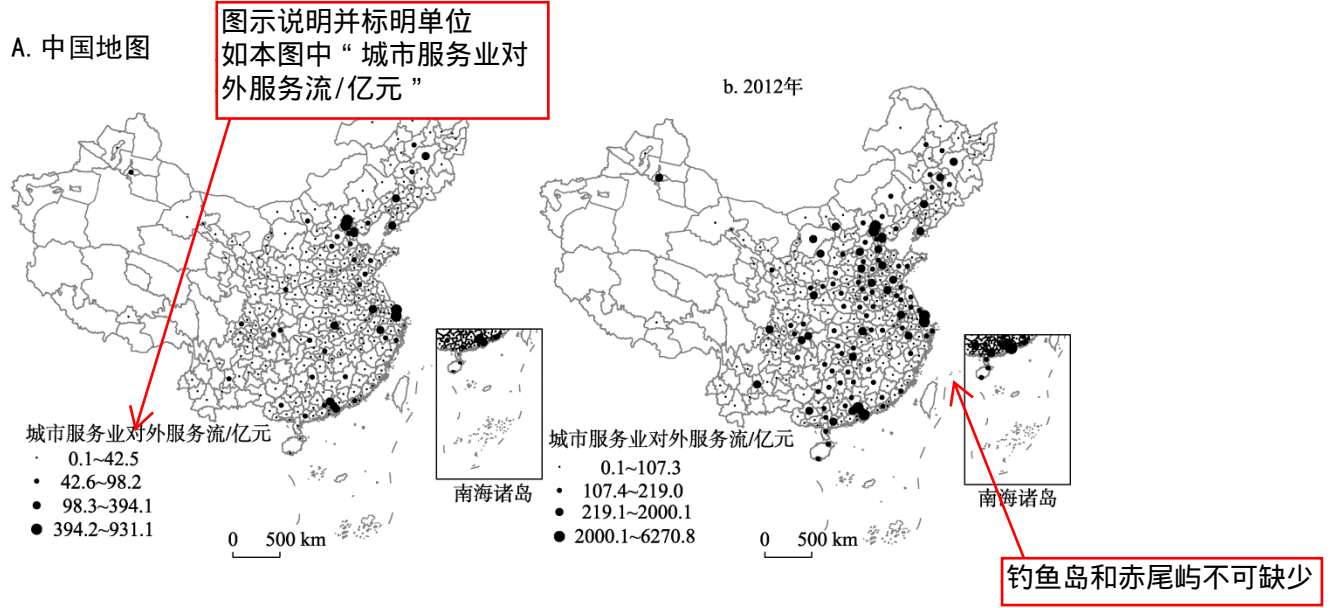 A. 中国地图
图示说明并标明单位
如本图中“城市服务业对
外服务流/亿元”
b. 2012年
城市服务业对外服务流/亿元
0.1~42.5
42.6~98.2
98.3~394.1
394.2~931.1
0 500 km
南海诸岛
城市服务业对外服务流/亿元
0.1~107.3
107.4~219.0
219.1~2000.1
2000.1~6270.8
0 500 km
南海诸岛
钓鱼岛和赤尾屿不可缺少